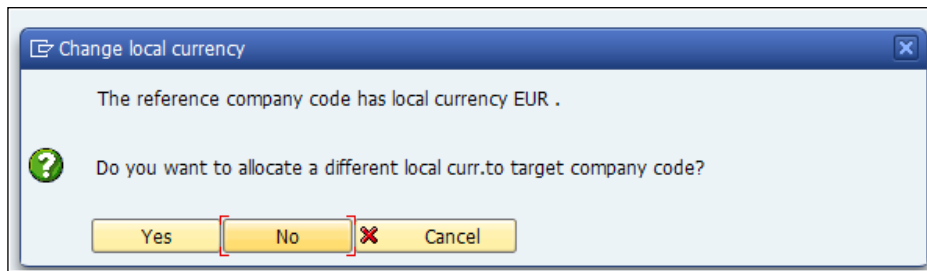 Change local currency
The reference company code has local currency EUR .
Do you want to allocate a different local curr.to target company code?
Yes No Cancel